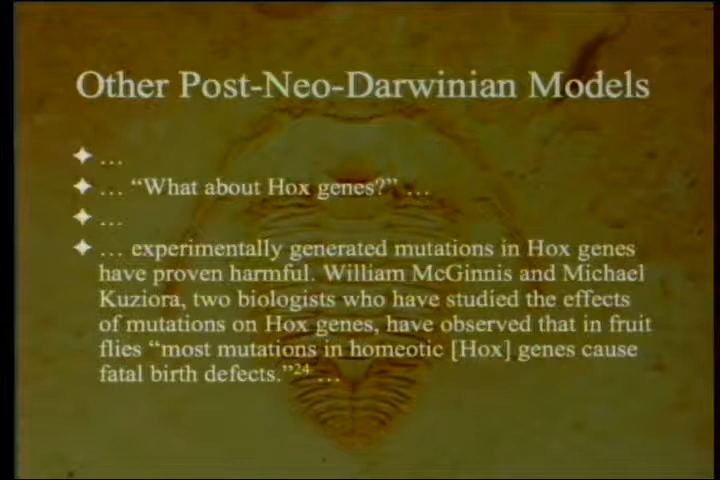 Other Post-Neo-Darwinian Models
✦ …
✦ … “What about Hox genes?” …
✦ …
✦ … experimentally generated mutations in Hox genes
have proven harmful. William McGinnis and Michael
Kuziora, two biologists who have studied the effects
of mutations on Hox genes, have observed that in fruit
flies “most mutations in homeotic [Hox] genes cause
fatal birth defects.”24 …